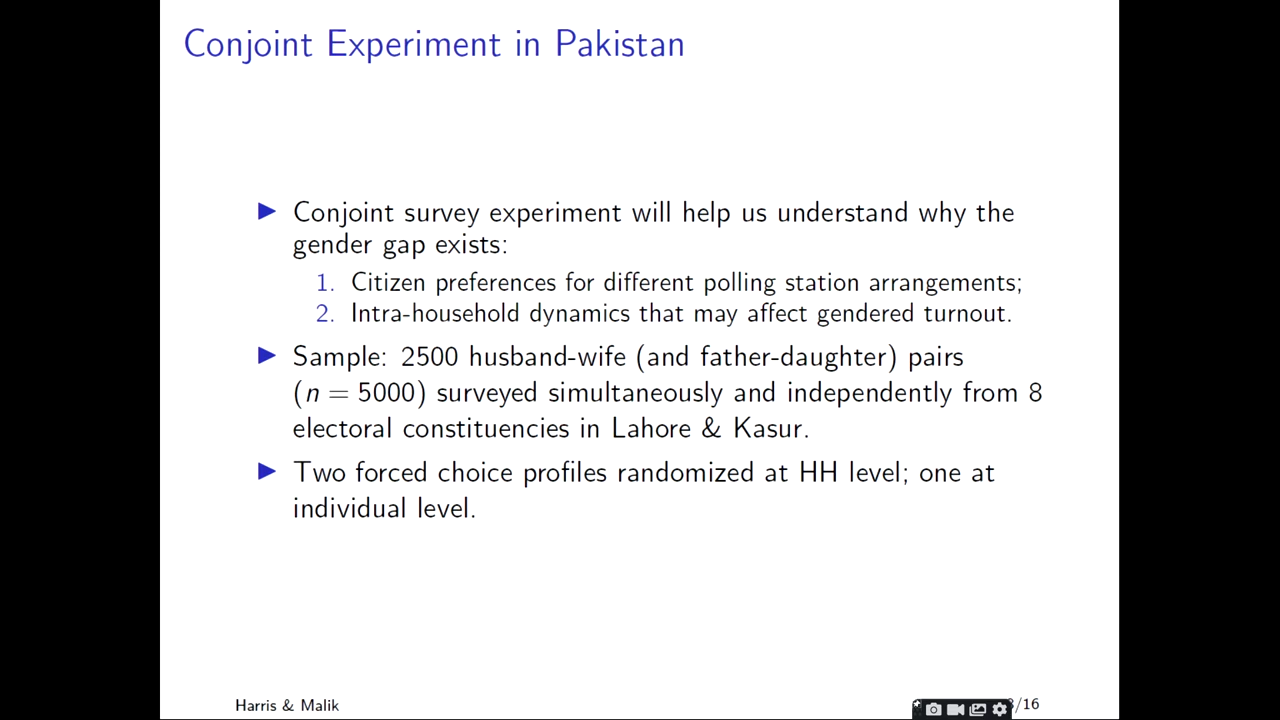 Conjoint Experiment in Pakistan
Conjoint survey experiment will help us understand why the
gender gap exists:
1. Citizen preferences for different polling station arrangements;
2. Intra-household dynamics that may affect gendered turnout.
Sample: 2500 husband-wife (and father-daughter) pairs
(n = 5000) surveyed simultaneously and independently from 8
electoral constituencies in Lahore & Kasur.
Two forced choice profiles randomized at HH level; one at
individual level.
Harris & Malik
/16